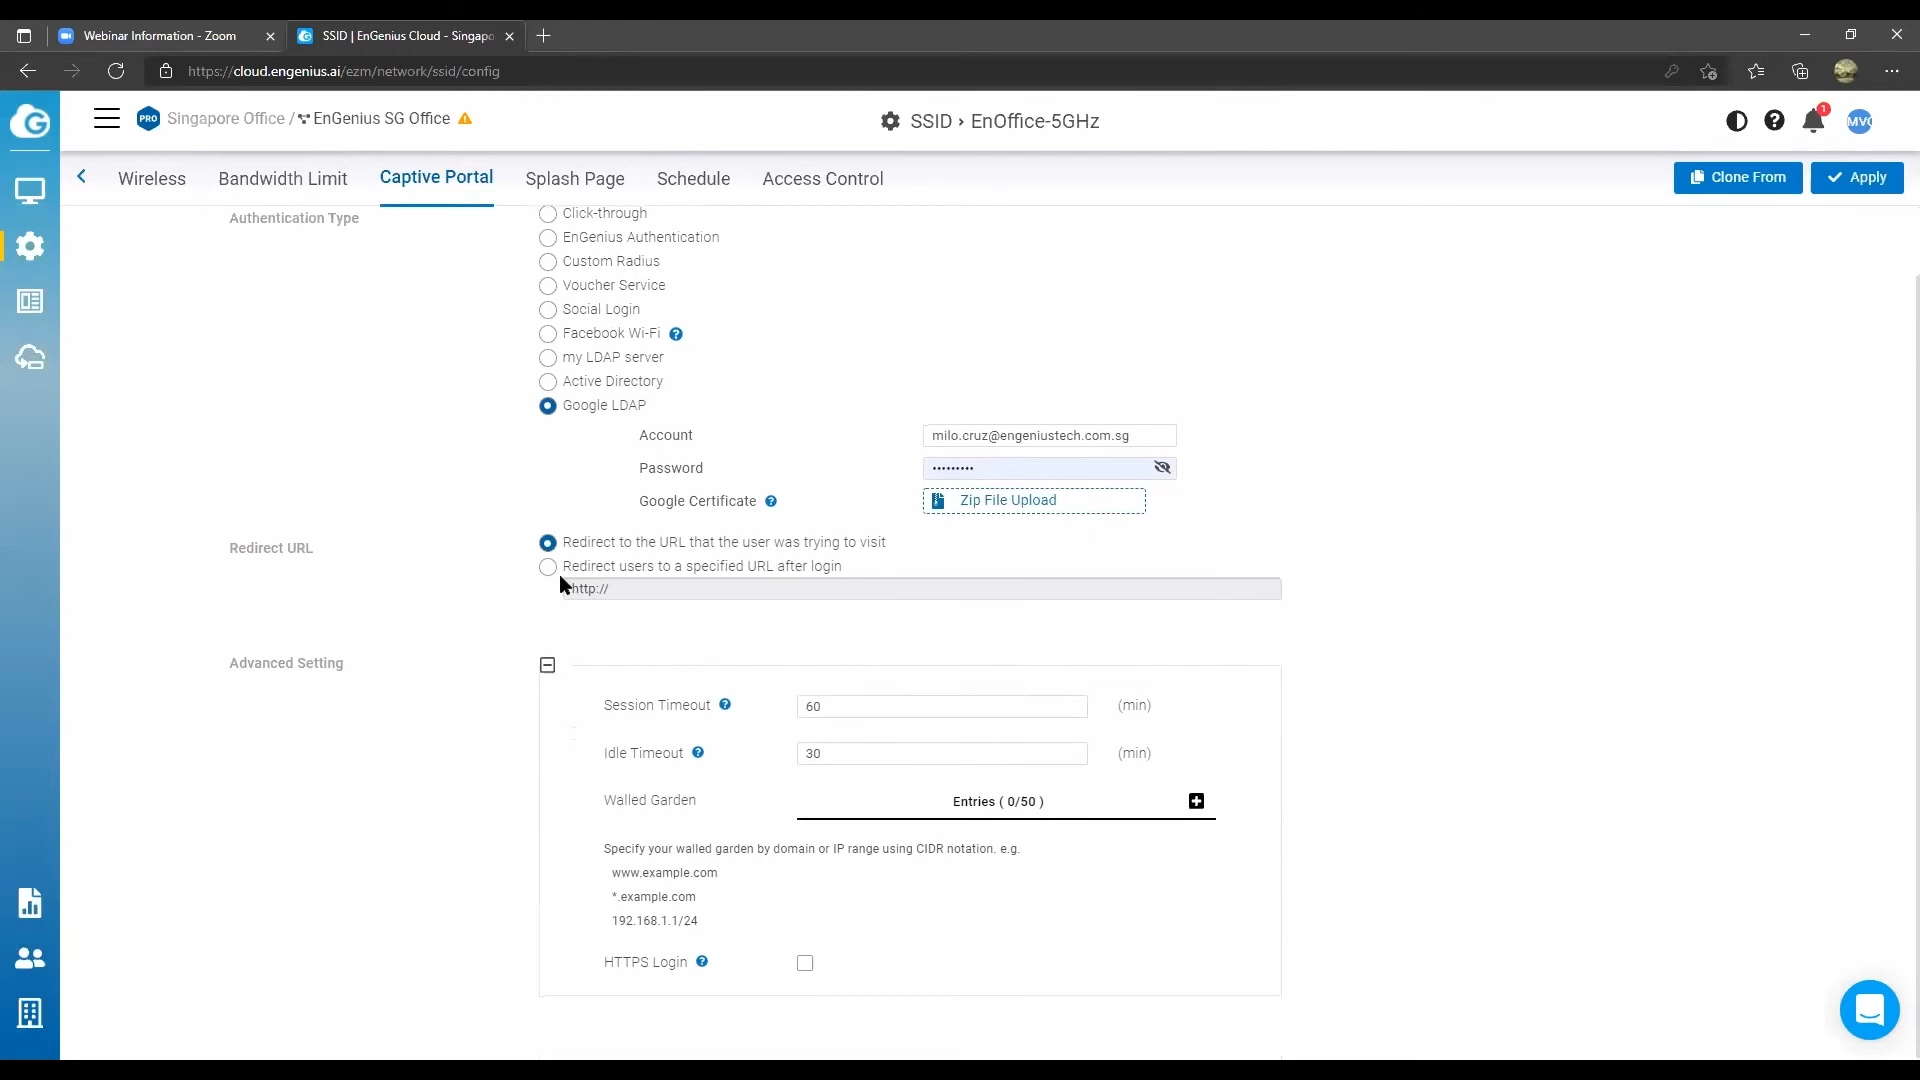 Webinar Information - Zoom
SSID | EnGenius Cloud - Singapo
https://cloud.engenius.ai/ezm/network/ssid/config
PRO Singapore Office / EnGenius SG Office
SSID › EnOffice-5GHz
1
MVC
Wireless
Bandwidth Limit
Captive Portal
Splash Page
Schedule
Access Control
Clone From
Apply
Authentication Type
Click-through
EnGenius Authentication
Custom Radius
Voucher Service
Social Login
Facebook Wi-Fi
my LDAP server
Active Directory
Google LDAP
Account
milo.cruz@engeniustech.com.sg
Password
•••••••••
Google Certificate
Zip File Upload
Redirect URL
Redirect to the URL that the user was trying to visit
Redirect users to a specified URL after login
http://
Advanced Setting
Session Timeout
60
(min)
Idle Timeout
30
(min)
Walled Garden
Entries ( 0/50 )
Specify your walled garden by domain or IP range using CIDR notation. e.g.
www.example.com
*.example.com
192.168.1.1/24
HTTPS Login